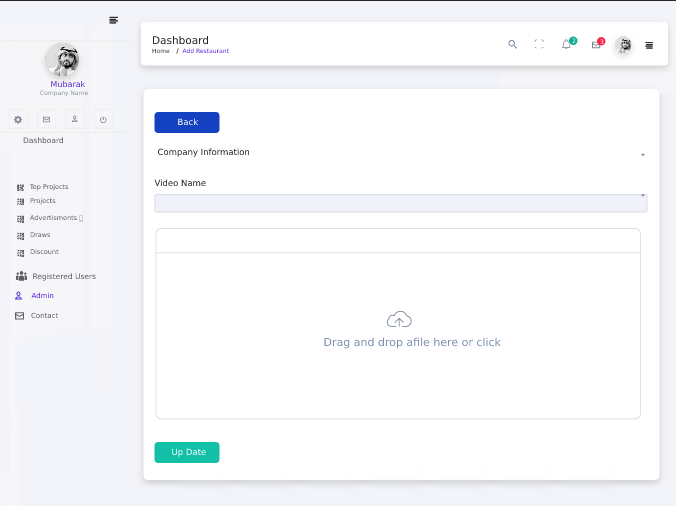 Mubarak
Company Name
Dashboard
Top Projects
Projects
Advertisments
Draws
Discount
Registered Users
Admin
Contact
Dashboard
Home / Add Restaurant
2
3
Back
Company Information
Video Name
Drag and drop afile here or click
Up Date